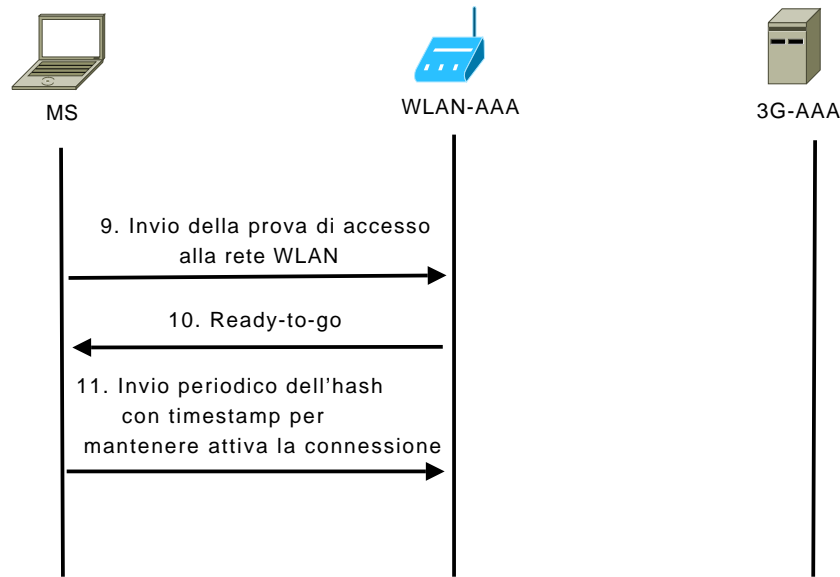 MS
WLAN-AAA
3G-AAA
9. Invio della prova di accesso
alla rete WLAN
10. Ready-to-go
11. Invio periodico dell'hash
con timestamp per
mantenere attiva la connessione